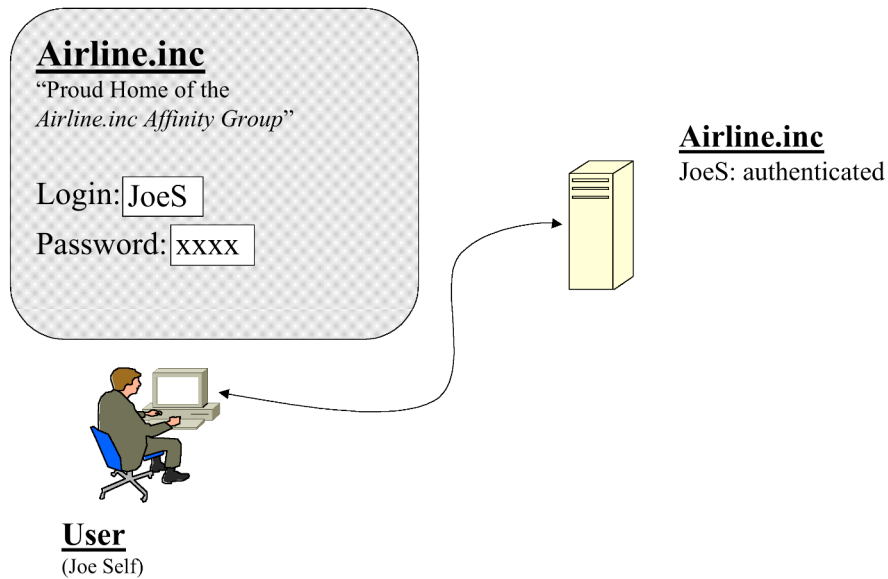 Airline.inc
“Proud Home of the
Airline.inc Affinity Group”
Login: JoeS
Password: xxxx
Airline.inc
JoeS: authenticated
User
(Joe Self)